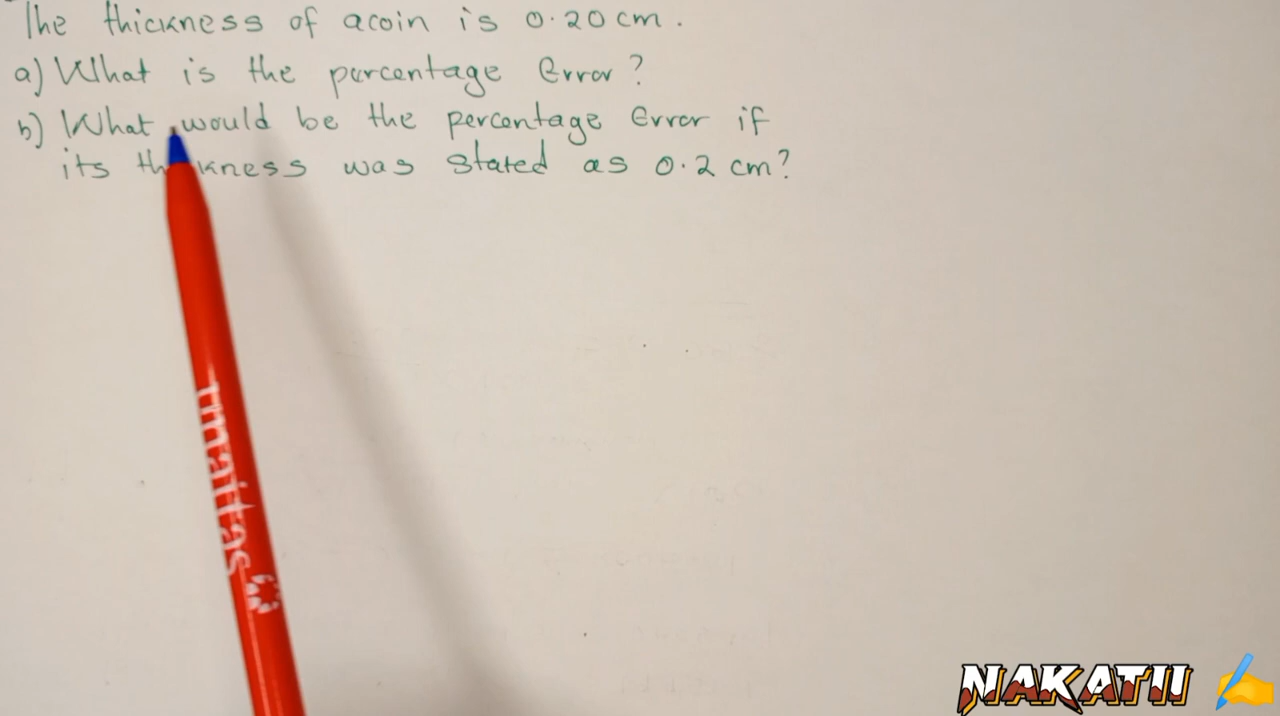 The thickness of acoin is 0.20 cm.
a) What is the percentage Error?
b) What would be the percentage Error if
its thickness was stated as 0.2 cm?
maitas
NAKATII